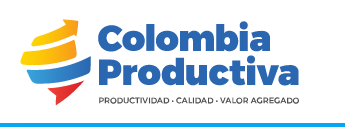 Colombia
Productiva
PRODUCTIVIDAD • CALIDAD • VALOR AGREGADO